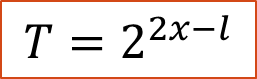 T = 2^{2x-l}